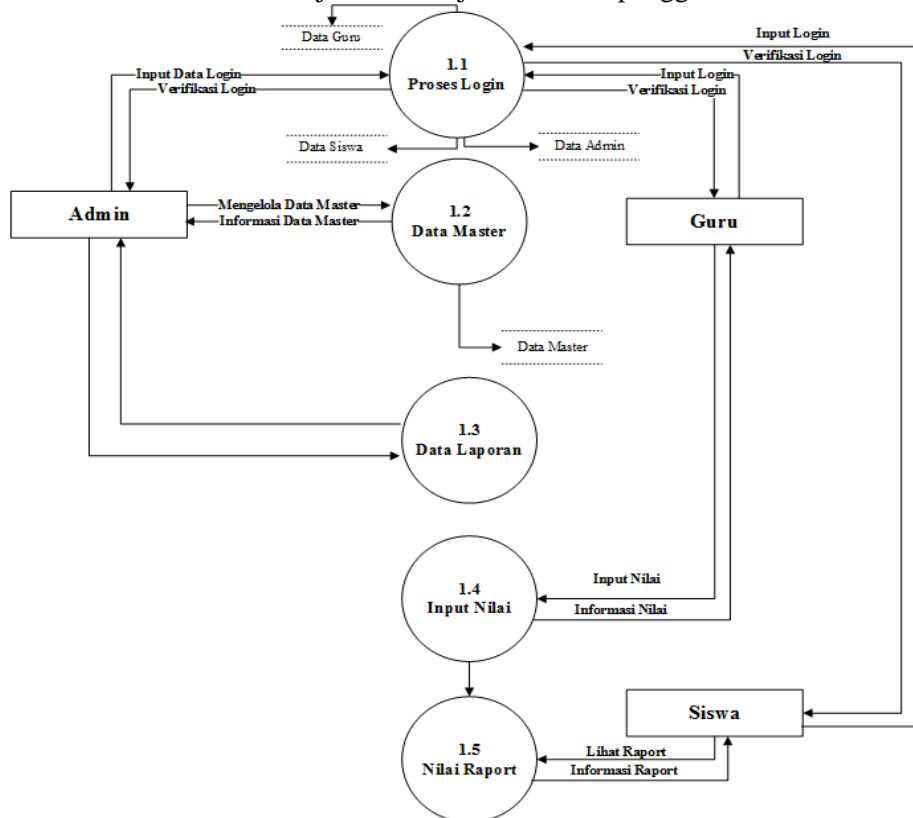 Data Guru
Input Login
Verifikasi Login
1.1
Proses Login
Input Data Login
Verifikasi Login
Input Login
Verifikasi Login
Data Siswa
Data Admin
Admin
Mengelola Data Master
Informasi Data Master
1.2
Data Master
Guru
Data Master
1.3
Data Laporan
1.4
Input Nilai
Input Nilai
Informasi Nilai
Siswa
1.5
Nilai Raport
Lihat Raport
Informasi Raport